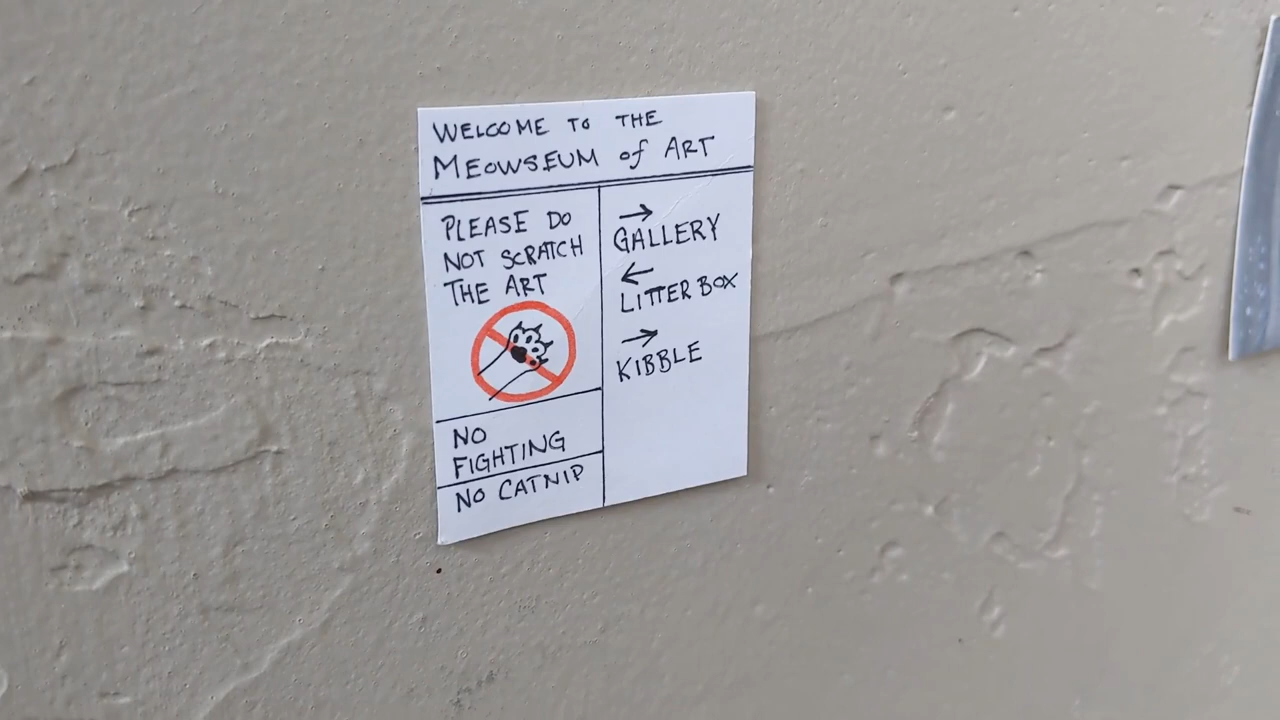 WELCOME TO THE
MEOWSEUM of ART
PLEASE DO
NOT SCRATCH
THE ART
NO
FIGHTING
NO CATNIP
→
GALLERY
←
LITTER BOX
→
KIBBLE